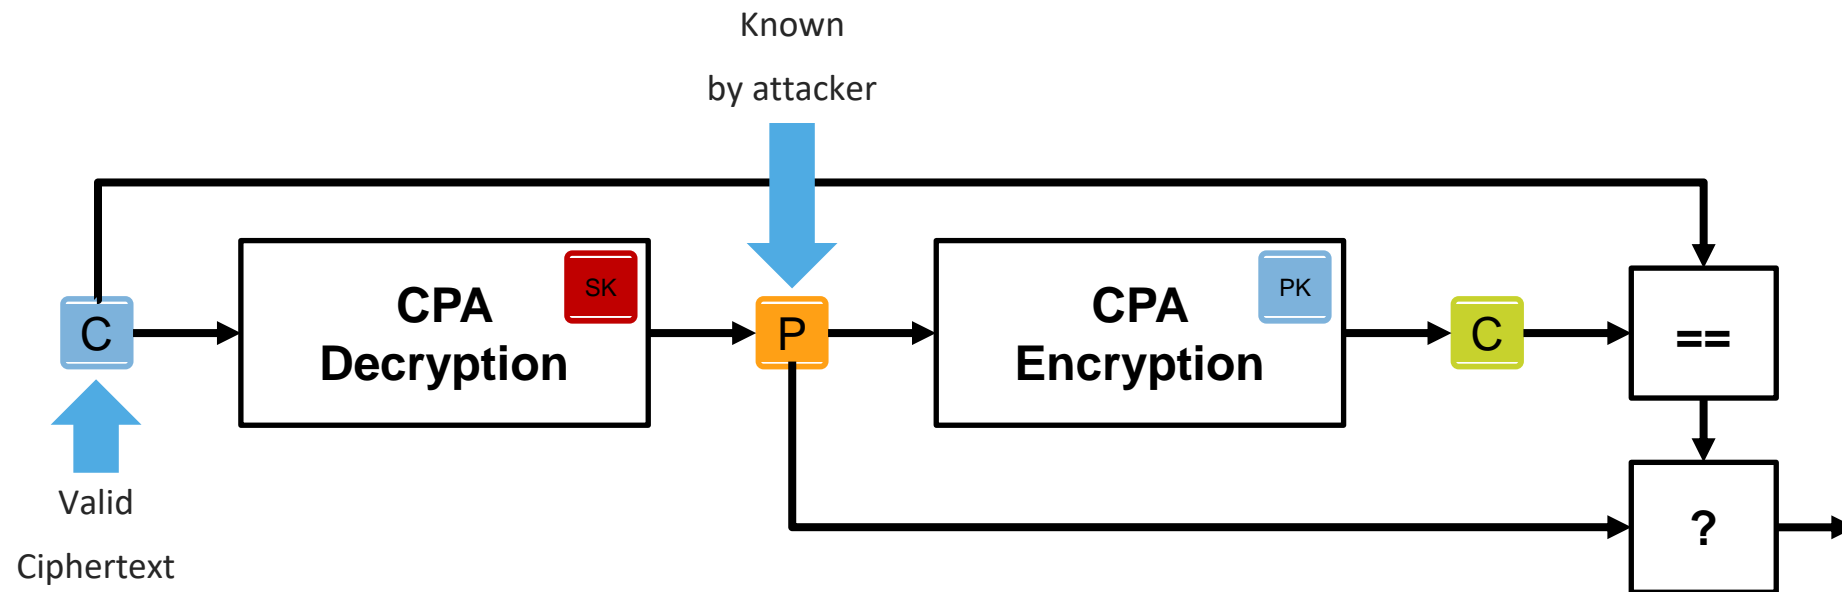 Known
by attacker
CPA
Decryption
SK
CPA
Encryption
PK
C
P
C
==
?
Valid
Ciphertext